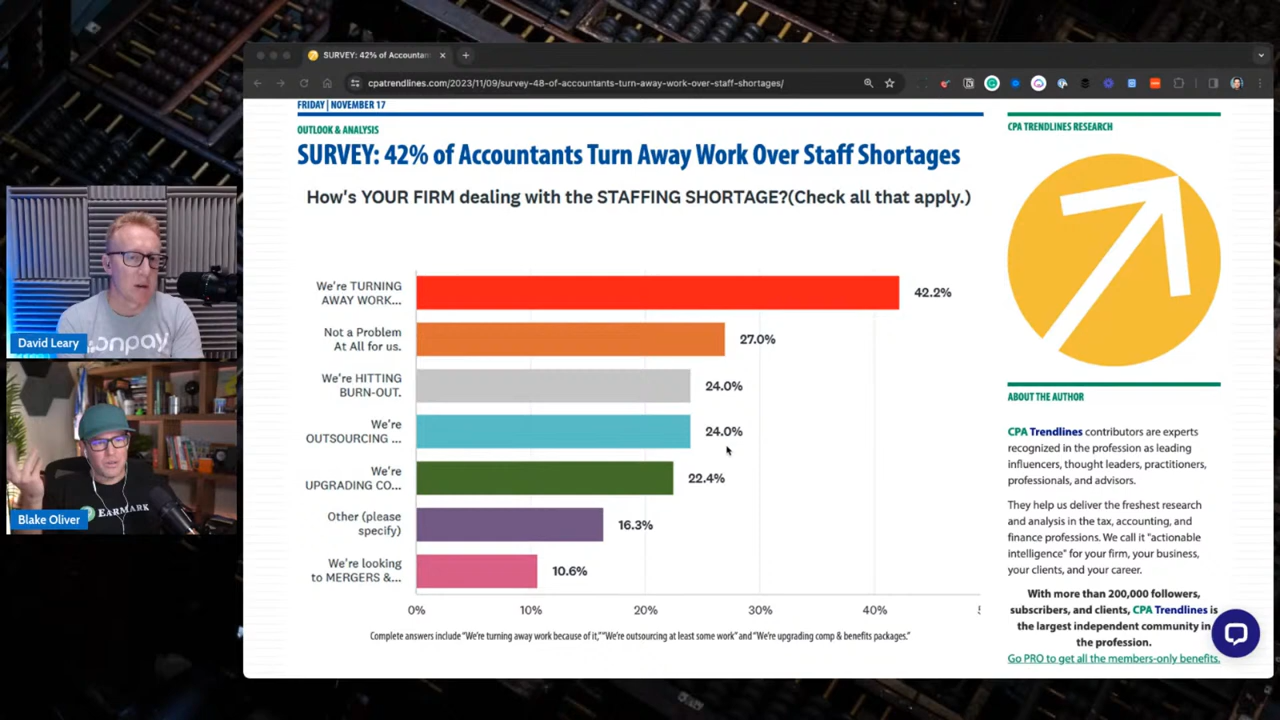 SURVEY: 42% of Accountan
cpatrendlines.com/2023/11/09/survey-48-of-accountants-turn-away-work-over-staff-shortages/
FRIDAY | NOVEMBER 17
OUTLOOK & ANALYSIS
SURVEY: 42% of Accountants Turn Away Work Over Staff Shortages
How's YOUR FIRM dealing with the STAFFING SHORTAGE?(Check all that apply.)
We're TURNING
AWAY WORK...
42.2%
Not a Problem
At All for us.
27.0%
We're HITTING
BURN-OUT.
24.0%
We're
OUTSOURCING ...
24.0%
We're
UPGRADING CO...
22.4%
Other (please
specify)
16.3%
We're looking
to MERGERS &...
10.6%
0%
10%
20%
30%
40%
Complete answers include "We're turning away work because of it," "We're outsourcing at least some work" and "We're upgrading comp & benefits packages."
CPA TRENDLINES RESEARCH
ABOUT THE AUTHOR
CPA Trendlines contributors are experts
recognized in the profession as leading
influencers, thought leaders, practitioners,
professionals, and advisors.
They help us deliver the freshest research
and analysis in the tax, accounting, and
finance professions. We call it "actionable
intelligence" for your firm, your business,
your clients, and your career.
With more than 200,000 followers,
subscribers, and clients, CPA Trendlines is
the largest independent community in
the profession.
Go PRO to get all the members-only benefits.
onpay
David Leary
EARMARK
Blake Oliver